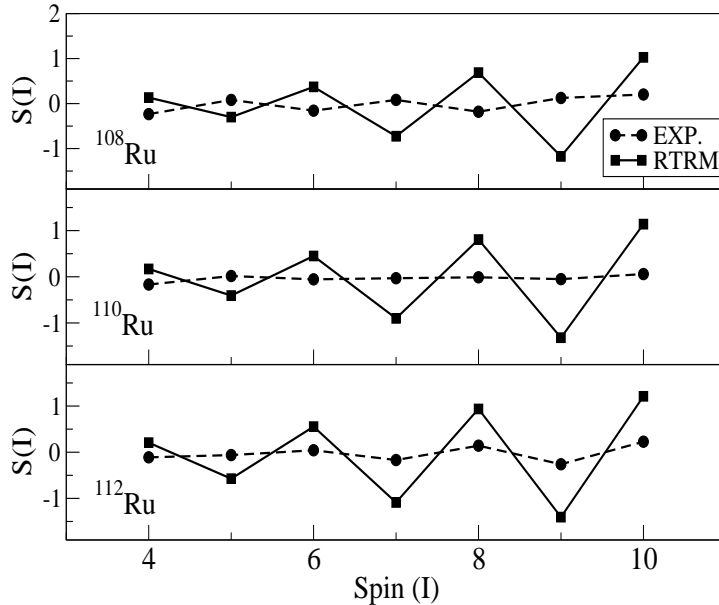 2
1
0
-1
S(I)
¹⁰⁸Ru
EXP.
RTRM
1
0
-1
S(I)
¹¹⁰Ru
1
0
-1
S(I)
¹¹²Ru
4 6 8 10
Spin (I)